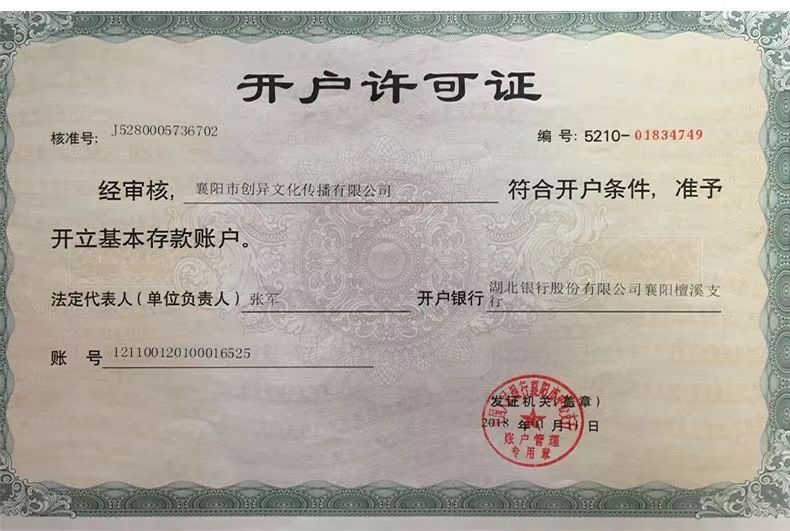 开户许可证
核准号: J5280005736702 编 号: 5210-01834749
经审核, 襄阳市创异文化传播有限公司 符合开户条件, 准予
开立基本存款账户。
法定代表人(单位负责人) 张军 开户银行 湖北银行股份有限公司襄阳檀溪支
行
账 号 121100120100016525
发证机关(盖章)
2018 年 01 月 11 日
账户管理
专用章